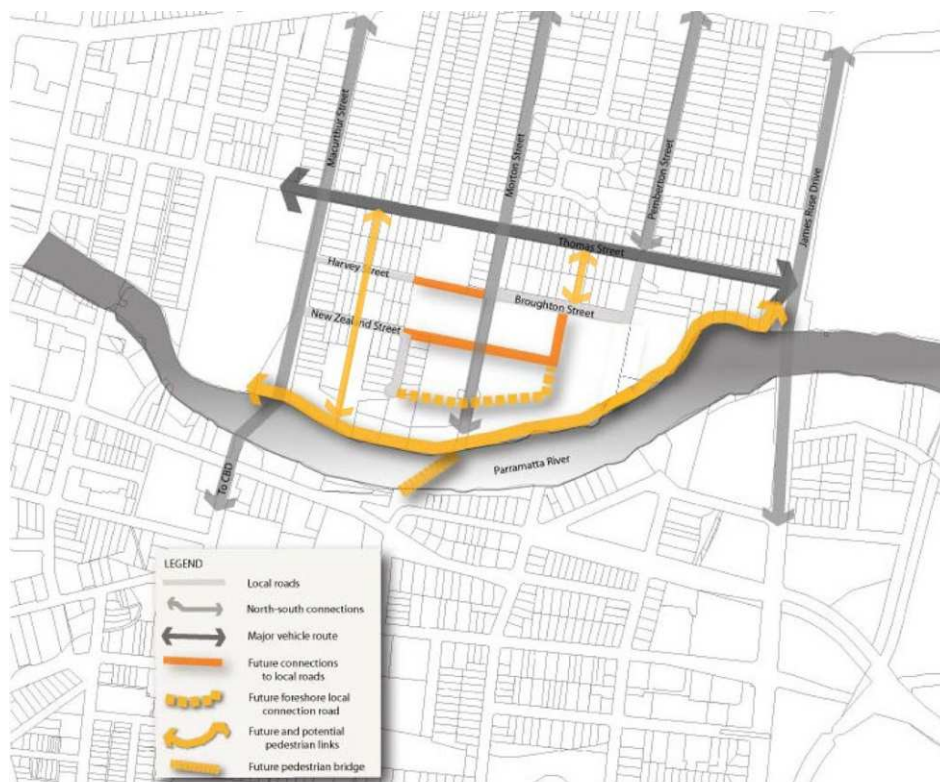 Macarthur Street
Morton Street
Pemberton Street
James Ruse Drive
Thomas Street
Harvey Street
Broughton Street
New Zealand Street
Parramatta River
To CBD
LEGEND
Local roads
North-south connections
Major vehicle route
Future connections
to local roads
Future foreshore local
connection road
Future and potential
pedestrian links
Future pedestrian bridge